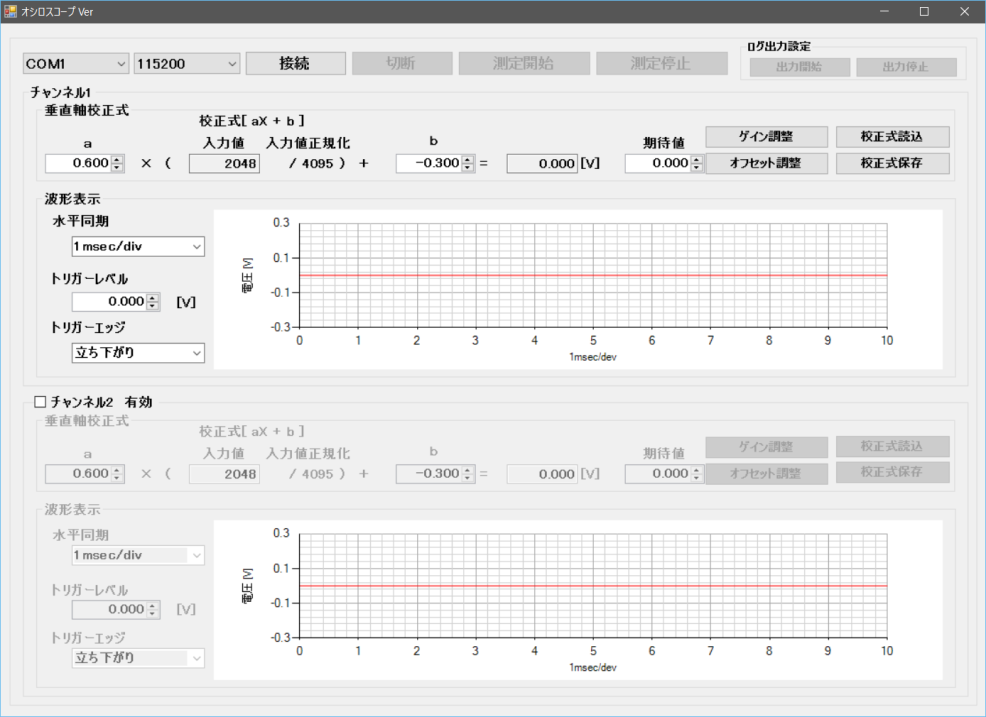 オシロスコープ Ver
COM1 115200 接続 切断 測定開始 測定停止
ログ出力設定
出力開始 出力停止
チャンネル1
垂直軸校正式
校正式[ aX + b ]
a 入力値 入力値正規化 b 期待値
0.600 × ( 2048 / 4095 ) + -0.300 = 0.000 [V] 0.000
ゲイン調整 校正式読込
オフセット調整 校正式保存
波形表示
水平同期
1msec/div
トリガーレベル
0.000 [V]
トリガーエッジ
立ち下がり
電圧 [V]
0.3
0.1
-0.1
-0.3
0 1 2 3 4 5 6 7 8 9 10
1msec/dev
チャンネル2 有効
垂直軸校正式
校正式[ aX + b ]
a 入力値 入力値正規化 b 期待値
0.600 × ( 2048 / 4095 ) + -0.300 = 0.000 [V] 0.000
ゲイン調整 校正式読込
オフセット調整 校正式保存
波形表示
水平同期
1msec/div
トリガーレベル
0.000 [V]
トリガーエッジ
立ち下がり
電圧 [V]
0.3
0.1
-0.1
-0.3
0 1 2 3 4 5 6 7 8 9 10
1msec/dev